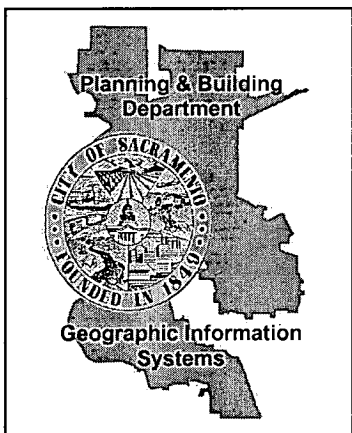 Planning & Building
Department
CITY OF SACRAMENTO
FOUNDED IN 1849
Geographic Information
Systems